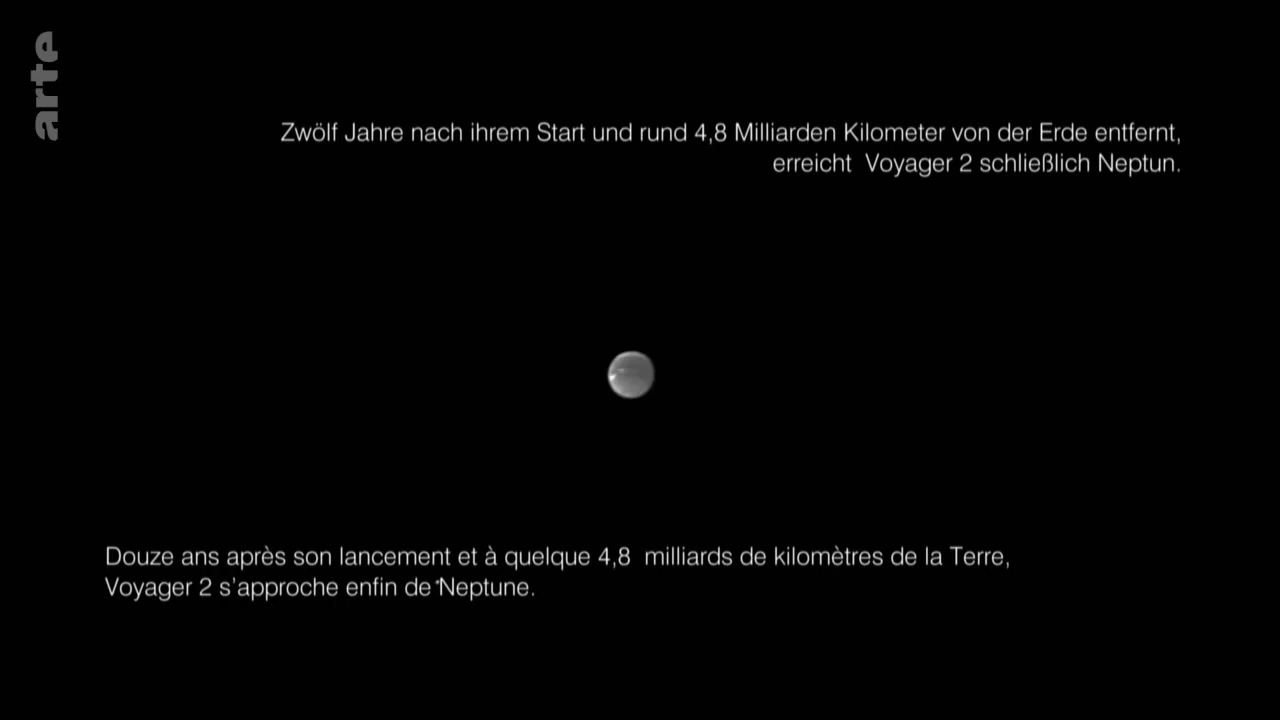 arte
Zwölf Jahre nach ihrem Start und rund 4,8 Milliarden Kilometer von der Erde entfernt,
erreicht  Voyager 2 schließlich Neptun.
Douze ans après son lancement et à quelque 4,8  milliards de kilomètres de la Terre,
Voyager 2 s'approche enfin de Neptune.